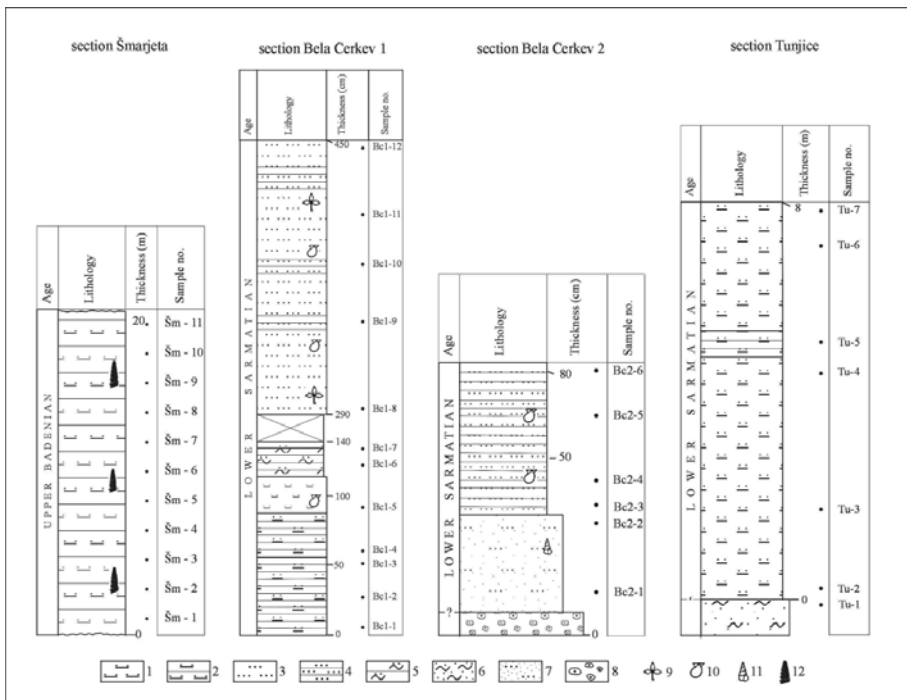 section Šmarjeta
section Bela Cerkev 1
section Bela Cerkev 2
section Tunjice
Age
Lithology
Thickness (m)
Sample no.
UPPER BADENIAN
20
Šm - 11
Šm - 10
Šm - 9
Šm - 8
Šm - 7
Šm - 6
Šm - 5
Šm - 4
Šm - 3
Šm - 2
Šm - 1
0
Age
Lithology
Thickness (cm)
Sample no.
LOWER SARMATIAN
450
290
140
100
50
0
Bc1-12
Bc1-11
Bc1-10
Bc1-9
Bc1-8
Bc1-7
Bc1-6
Bc1-5
Bc1-4
Bc1-3
Bc1-2
Bc1-1
Age
Lithology
Thickness (cm)
Sample no.
LOWER SARMATIAN
?
80
50
0
Bc2-6
Bc2-5
Bc2-4
Bc2-3
Bc2-2
Bc2-1
Age
Lithology
Thickness (m)
Sample no.
LOWER SARMATIAN
8
0
Tu-7
Tu-6
Tu-5
Tu-4
Tu-3
Tu-2
Tu-1
1 2 3 4 5 6 7 8 9 10 11 12